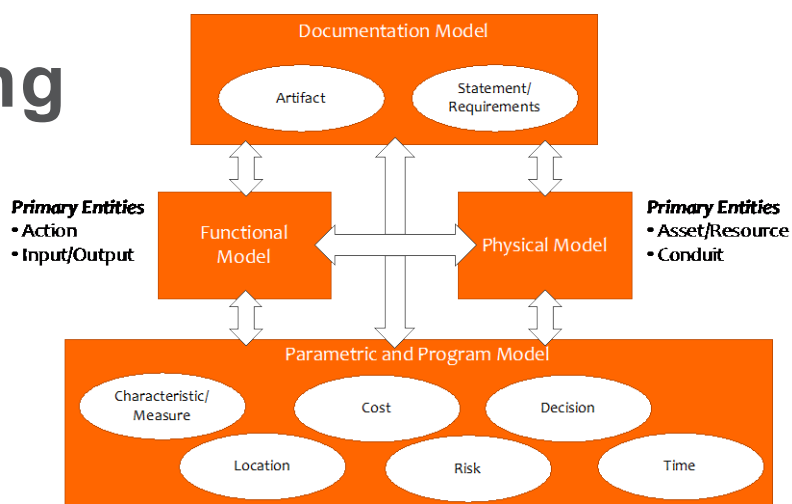 ng
Documentation Model
Artifact
Statement/
Requirements
Primary Entities
• Action
• Input/Output
Functional
Model
Physical Model
Primary Entities
• Asset/Resource
• Conduit
Parametric and Program Model
Characteristic/
Measure
Cost
Decision
Location
Risk
Time